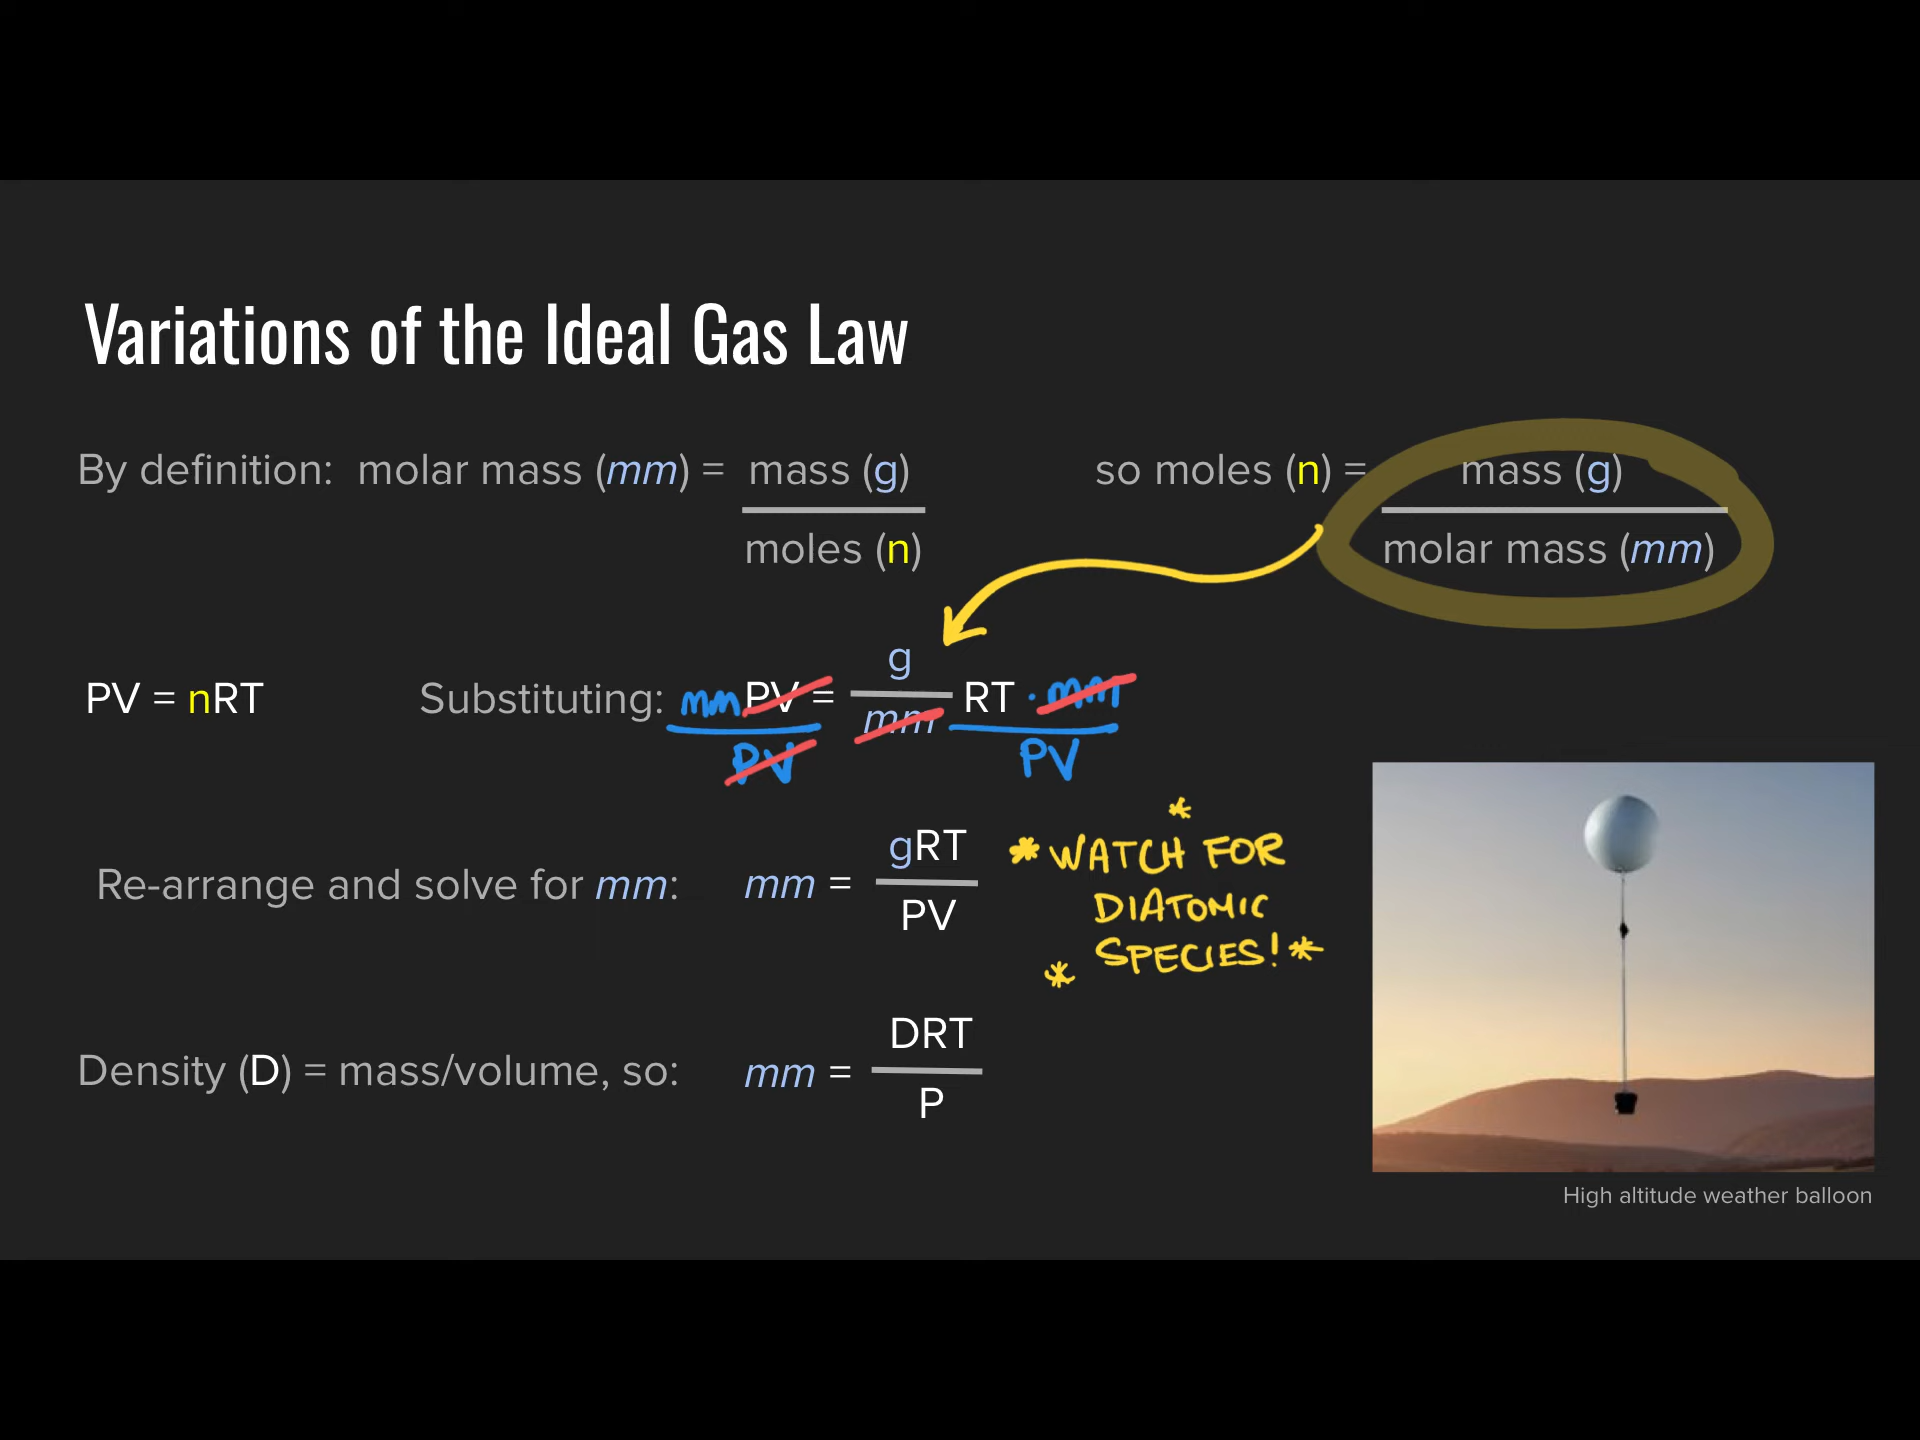 Variations of the Ideal Gas Law
By definition: molar mass (mm) = mass (g)
moles (n)
so moles (n) = mass (g)
molar mass (mm)
PV = nRT
Substituting: mm PV = g RT · mm
PV mm PV
Re-arrange and solve for mm: mm = gRT
PV
* WATCH FOR *
DIATOMIC
* SPECIES! *
Density (D) = mass/volume, so: mm = DRT
P
High altitude weather balloon